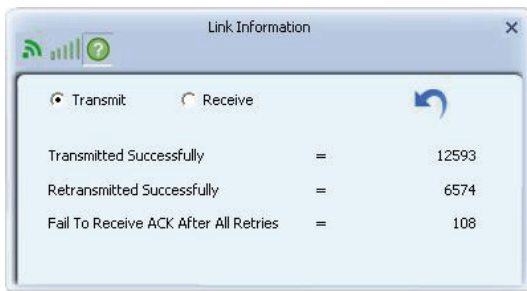 Link Information
Transmit Receive
Transmitted Successfully = 12593
Retransmitted Successfully = 6574
Fail To Receive ACK After All Retries = 108